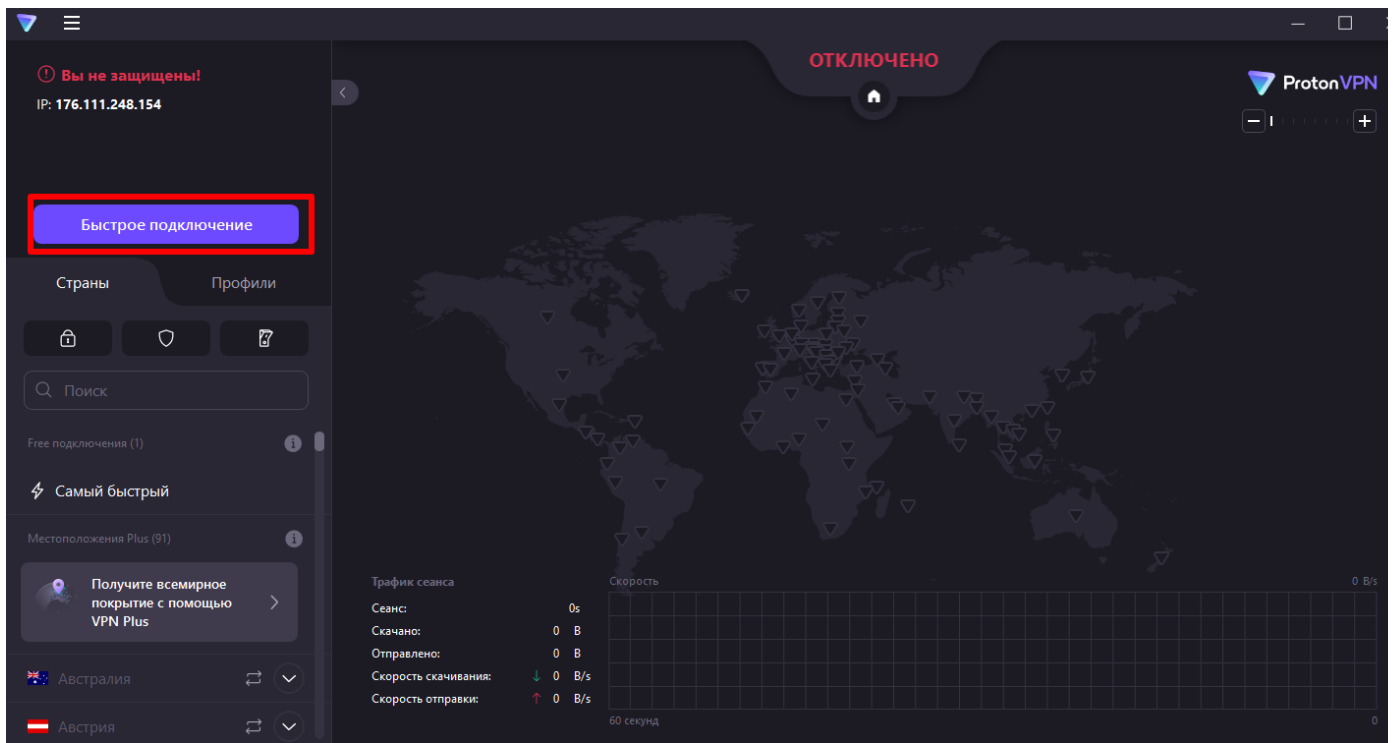 Вы не защищены!
IP: 176.111.248.154
Быстрое подключение
Страны
Профили
Поиск
Free подключения (1)
Самый быстрый
Местоположения Plus (91)
Получите всемирное
покрытие с помощью
VPN Plus
Австралия
Австрия
ОТКЛЮЧЕНО
ProtonVPN
Трафик сеанса
Сеанс: 0s
Скачано: 0 B
Отправлено: 0 B
Скорость скачивания: ↓ 0 B/s
Скорость отправки: ↑ 0 B/s
Скорость 0 B/s
60 секунд 0